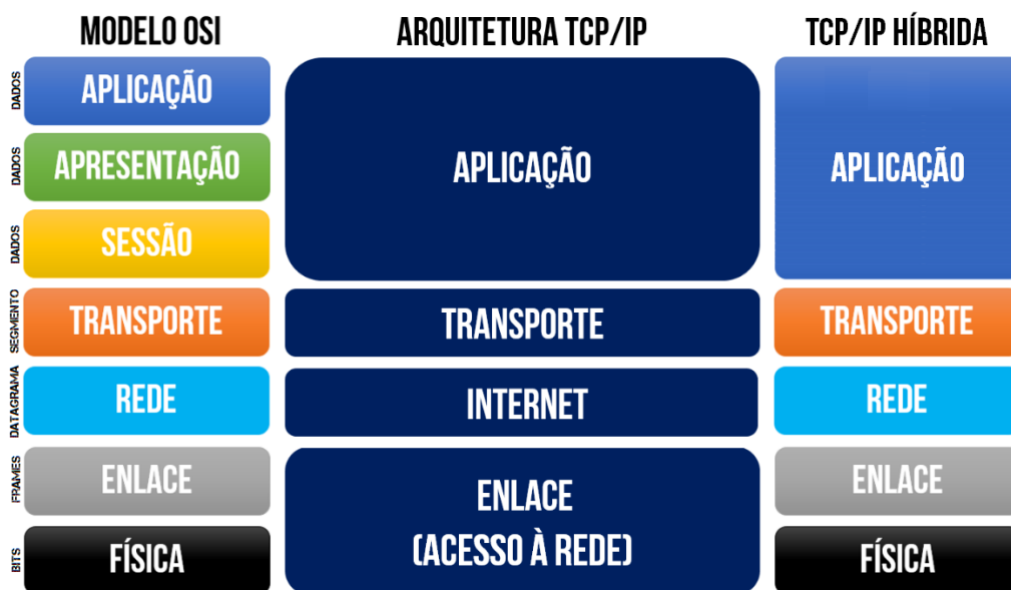 MODELO OSI
ARQUITETURA TCP/IP
TCP/IP HÍBRIDA
DADOS
APLICAÇÃO
DADOS
APRESENTAÇÃO
DADOS
SESSÃO
SEGMENTO
TRANSPORTE
DATAGRAMA
REDE
FRAMES
ENLACE
BITS
FÍSICA
APLICAÇÃO
TRANSPORTE
INTERNET
ENLACE
(ACESSO À REDE)
APLICAÇÃO
TRANSPORTE
REDE
ENLACE
FÍSICA